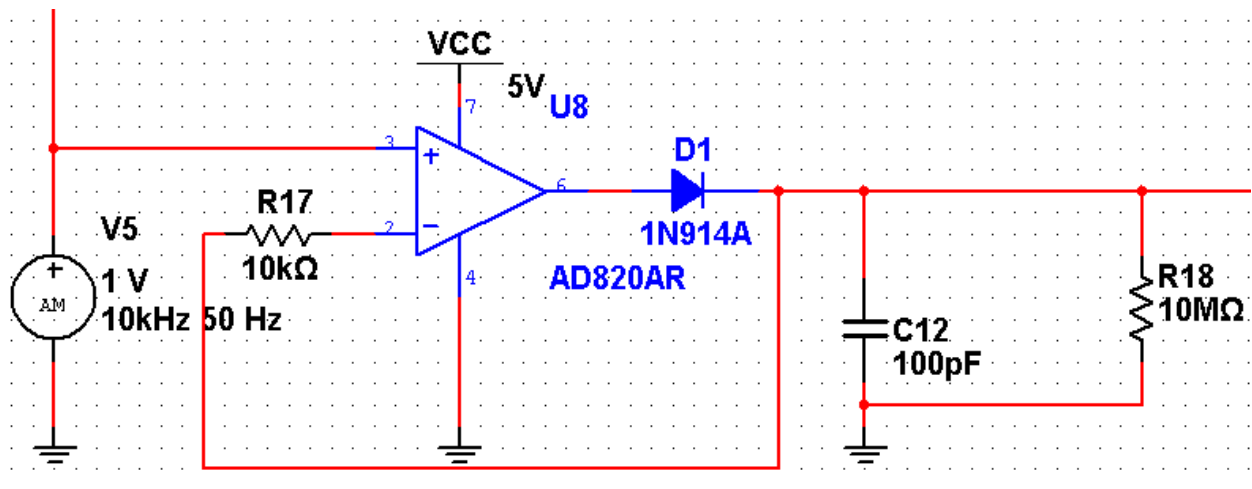 VCC
5V
U8
7
3
+
D1
6
R17
2
−
1N914A
V5
10kΩ
4
AD820AR
+
1 V
AM
10kHz 50 Hz
R18
10MΩ
C12
100pF